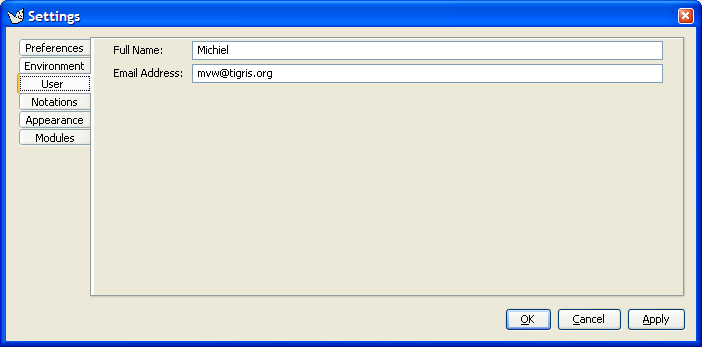 Settings
Preferences
Environment
User
Notations
Appearance
Modules
Full Name: Michiel
Email Address: mvw@tigris.org
OK Cancel Apply